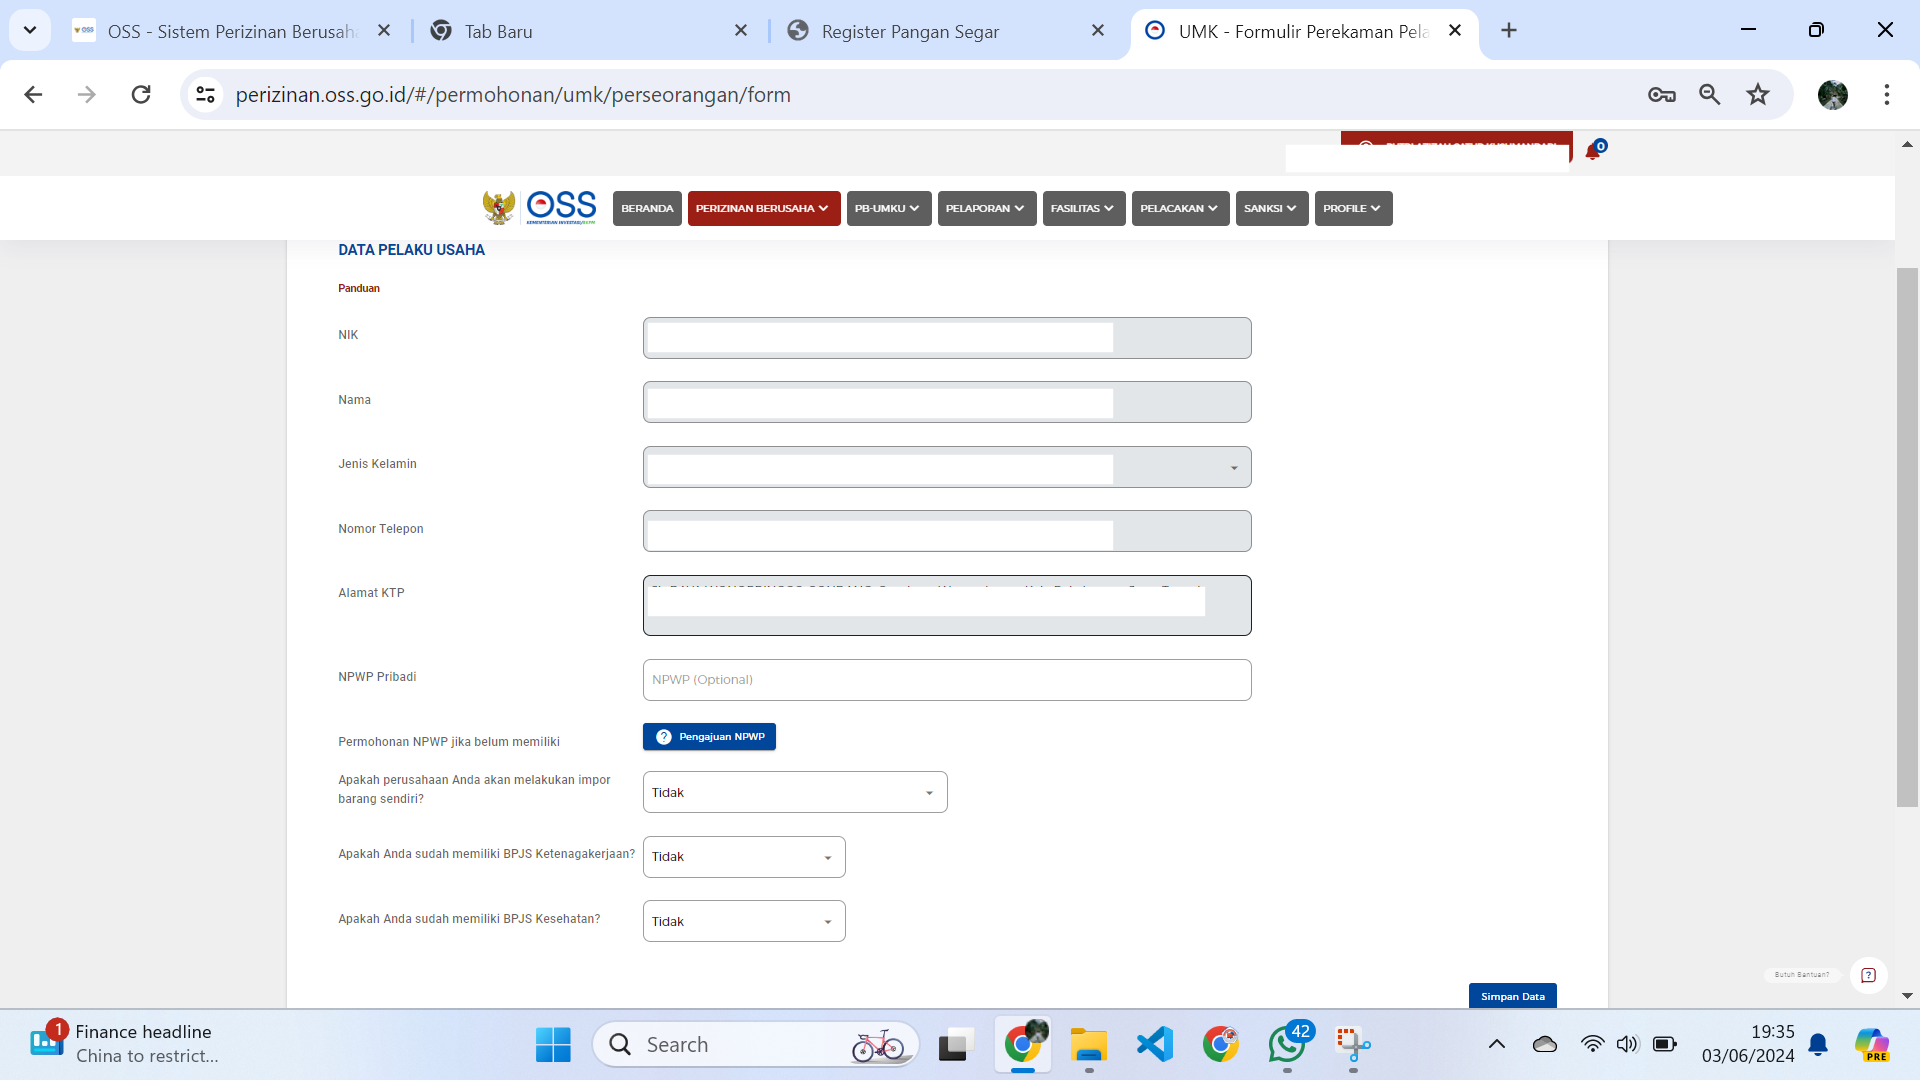 OSS - Sistem Perizinan Berusah
Tab Baru
Register Pangan Segar
UMK - Formulir Perekaman Pela
perizinan.oss.go.id/#/permohonan/umk/perseorangan/form
0
OSS
KEMENTERIAN INVESTASI/BKPM
BERANDA
PERIZINAN BERUSAHA
PB-UMKU
PELAPORAN
FASILITAS
PELACAKAN
SANKSI
PROFILE
DATA PELAKU USAHA
Panduan
NIK
Nama
Jenis Kelamin
Nomor Telepon
Alamat KTP
NPWP Pribadi
NPWP (Optional)
Permohonan NPWP jika belum memiliki
? Pengajuan NPWP
Apakah perusahaan Anda akan melakukan impor
barang sendiri?
Tidak
Apakah Anda sudah memiliki BPJS Ketenagakerjaan?
Tidak
Apakah Anda sudah memiliki BPJS Kesehatan?
Tidak
Butuh Bantuan?
?
Simpan Data
1
Finance headline
China to restrict...
Search
42
19:35
03/06/2024
PRE